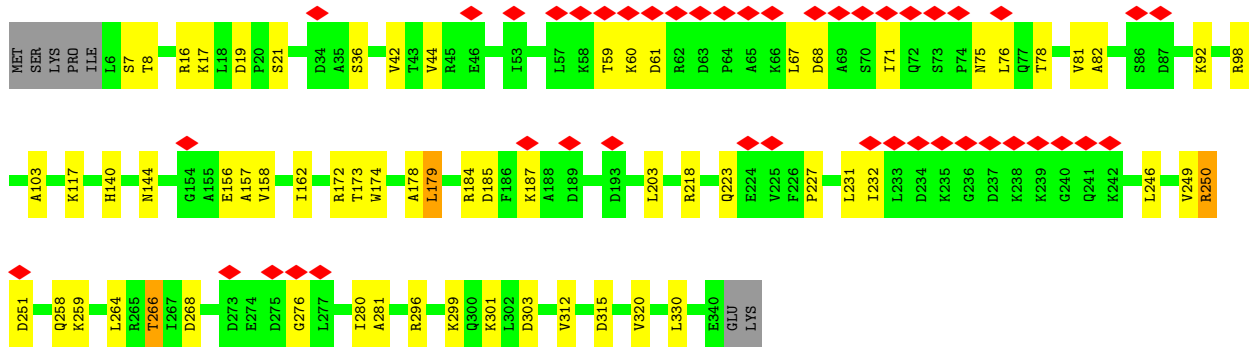 MET SER LYS PRO ILE L6 S7 T8 R16 K17 L18 D19 P20 S21 D34 A35 S36 V42 T43 V44 R45 E46 I53 L57 K58 T59 K60 D61 R62 D63 P64 A65 K66 L67 D68 A69 S70 I71 Q72 S73 P74 N75 L76 Q77 T78 V81 A82 S86 D87 K92 R98
A103 K117 H140 N144 G154 A155 E156 A157 V158 I162 R172 T173 W174 A178 L179 R184 D185 F186 K187 A188 D189 D193 L203 R218 Q223 E224 V225 F226 P227 L231 I232 L233 D234 K235 G236 D237 K238 K239 G240 Q241 K242 L246 V249 R250
D251 Q258 K259 L264 R265 T266 I267 D268 D273 E274 D275 G276 L277 I280 A281 R296 K299 Q300 K301 L302 D303 V312 D315 V320 L330 E340 GLU LYS